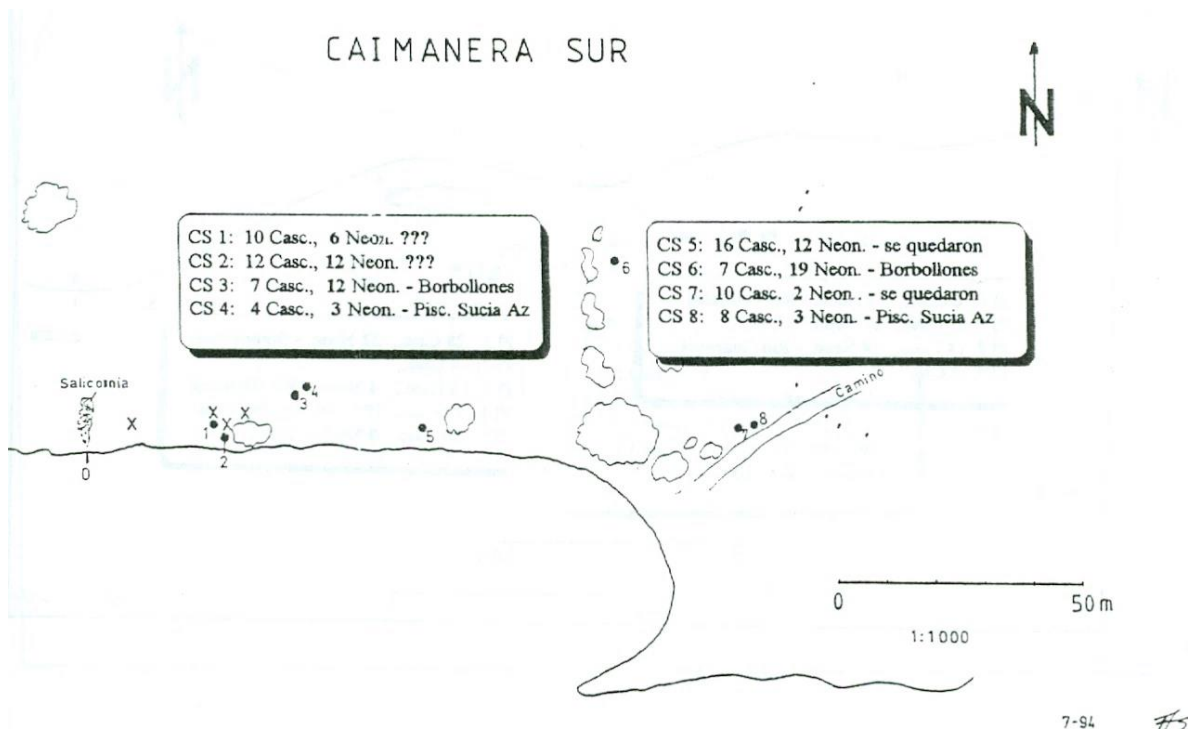 CAIMANERA SUR
N
CS 1: 10 Casc., 6 Neon. ???
CS 2: 12 Casc., 12 Neon. ???
CS 3: 7 Casc., 12 Neon. - Borbollones
CS 4: 4 Casc., 3 Neon. - Pisc. Sucia Az
CS 5: 16 Casc., 12 Neon. - se quedaron
CS 6: 7 Casc., 19 Neon. - Borbollones
CS 7: 10 Casc. 2 Neon.. - se quedaron
CS 8: 8 Casc., 3 Neon. - Pisc. Sucia Az
6
Salicornia
4
3
Camino
X X X X
1
2
5
7
8
0
0 50 m
1:1000
7-94